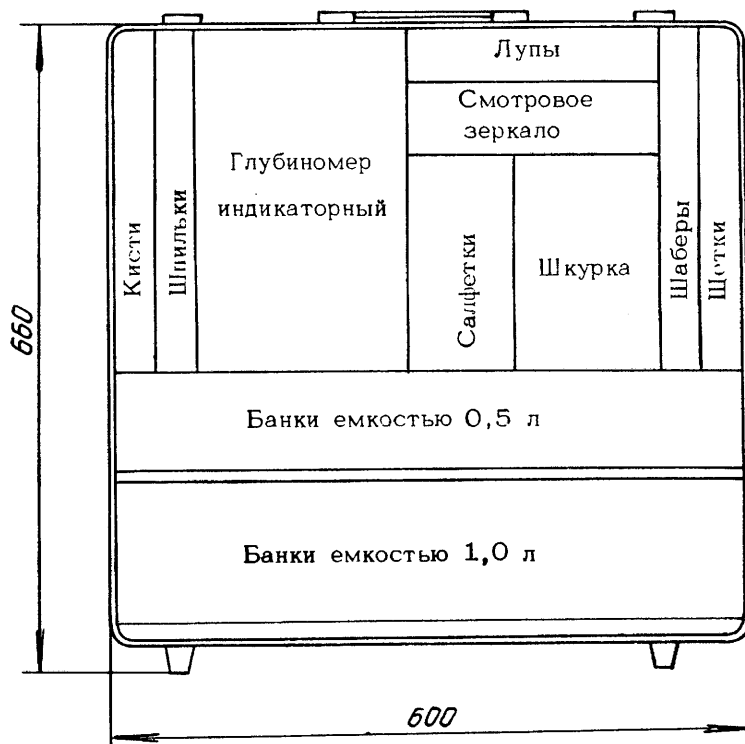 Лупы
Смотровое
зеркало
Глубиномер
индикаторный
Кисти
Шпильки
Салфетки
Шкурка
Шаберы
Щетки
660
Банки емкостью 0,5 л
Банки емкостью 1,0 л
600